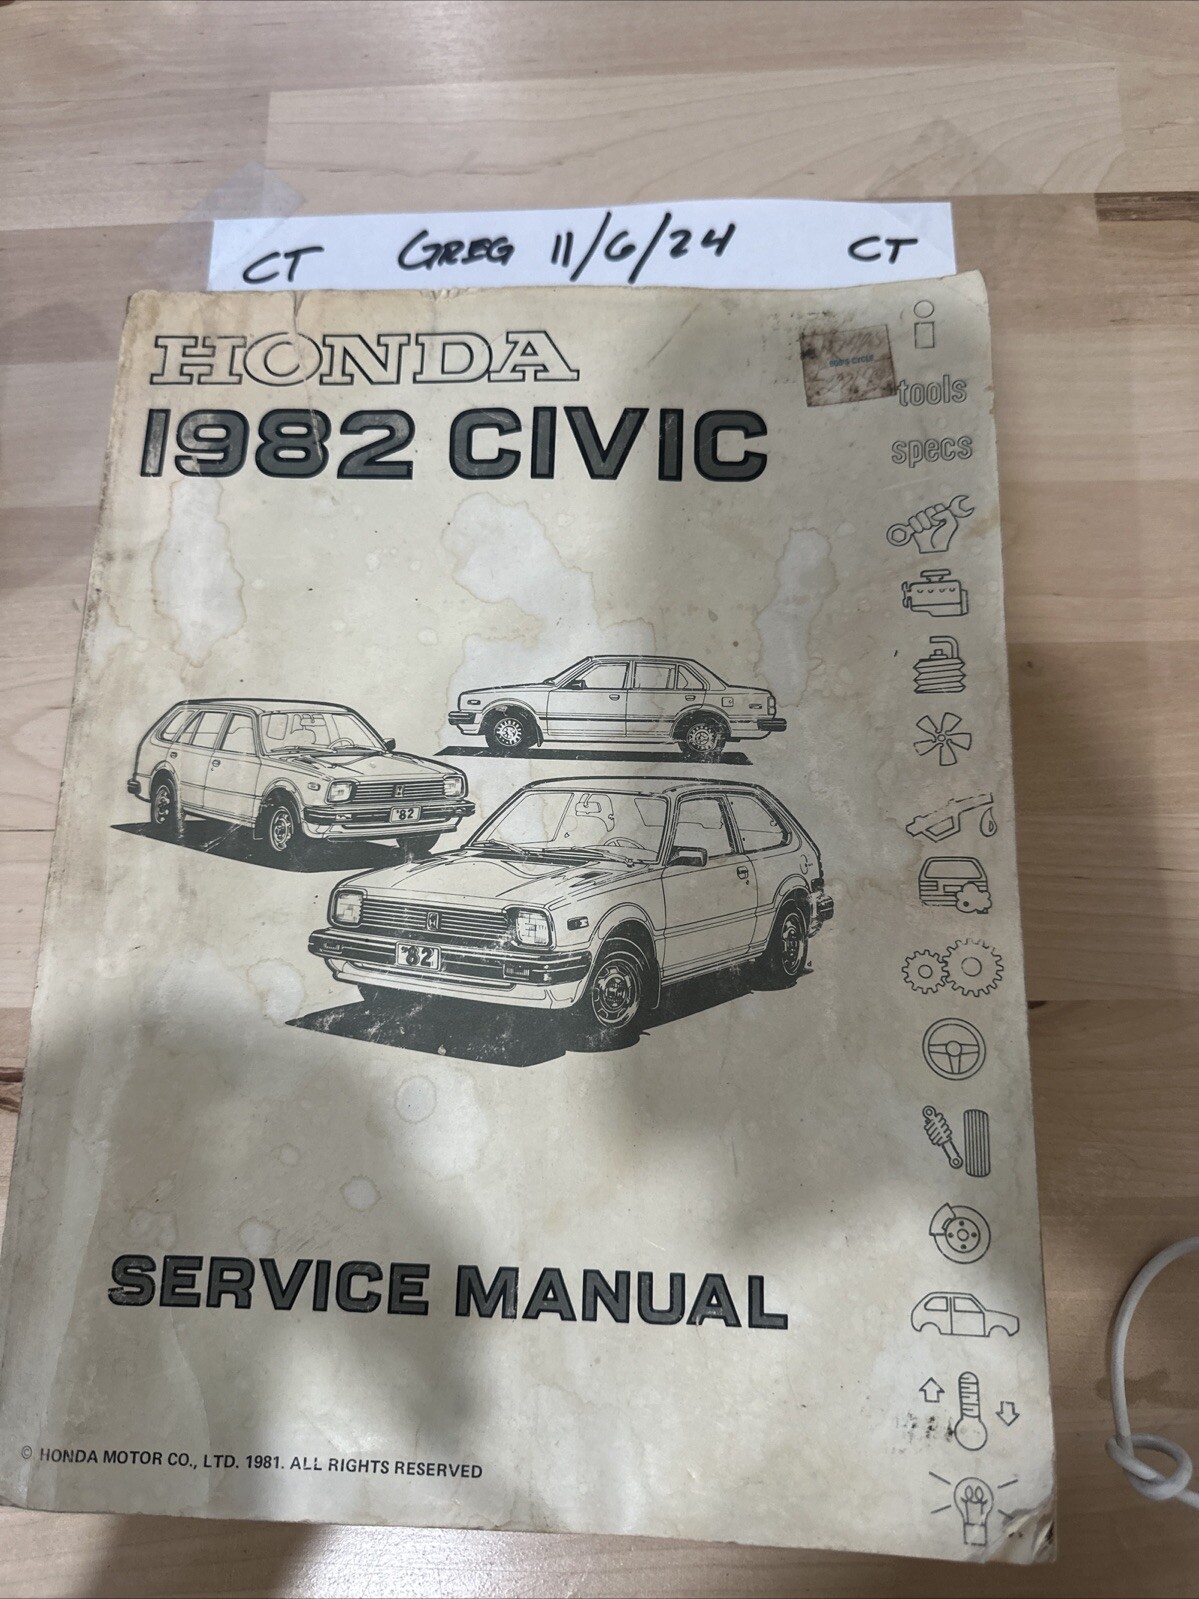 CT GREG 11/6/24 CT
HONDA
1982 CIVIC
tools
specs
'82
'82
SERVICE MANUAL
© HONDA MOTOR CO., LTD. 1981. ALL RIGHTS RESERVED